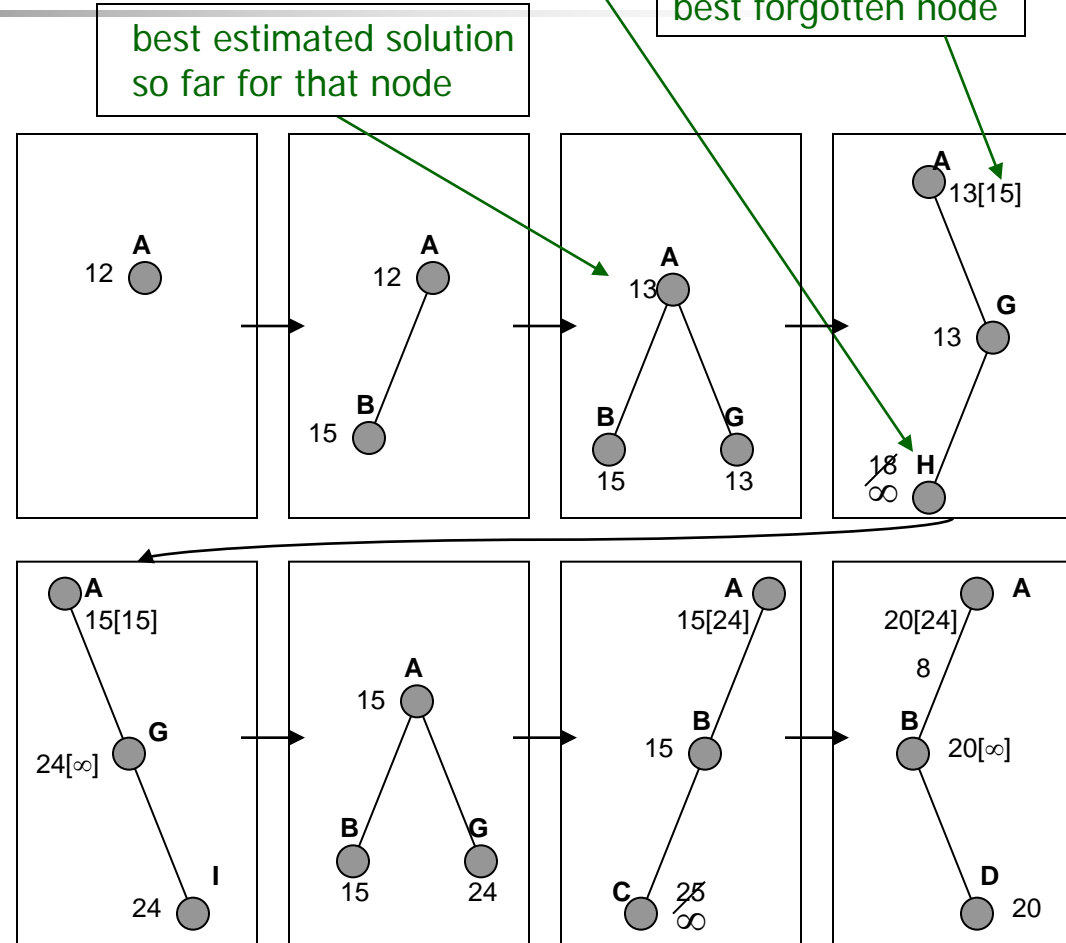 best forgotten node
best estimated solution
so far for that node
A
12
A
12
B
15
A
13
B
G
15
13
A
13[15]
G
13
18
H
∞
A
15[15]
G
24[∞]
I
24
A
15
B
G
15
24
A
15[24]
B
15
C
25
∞
A
20[24]
8
B
20[∞]
D
20